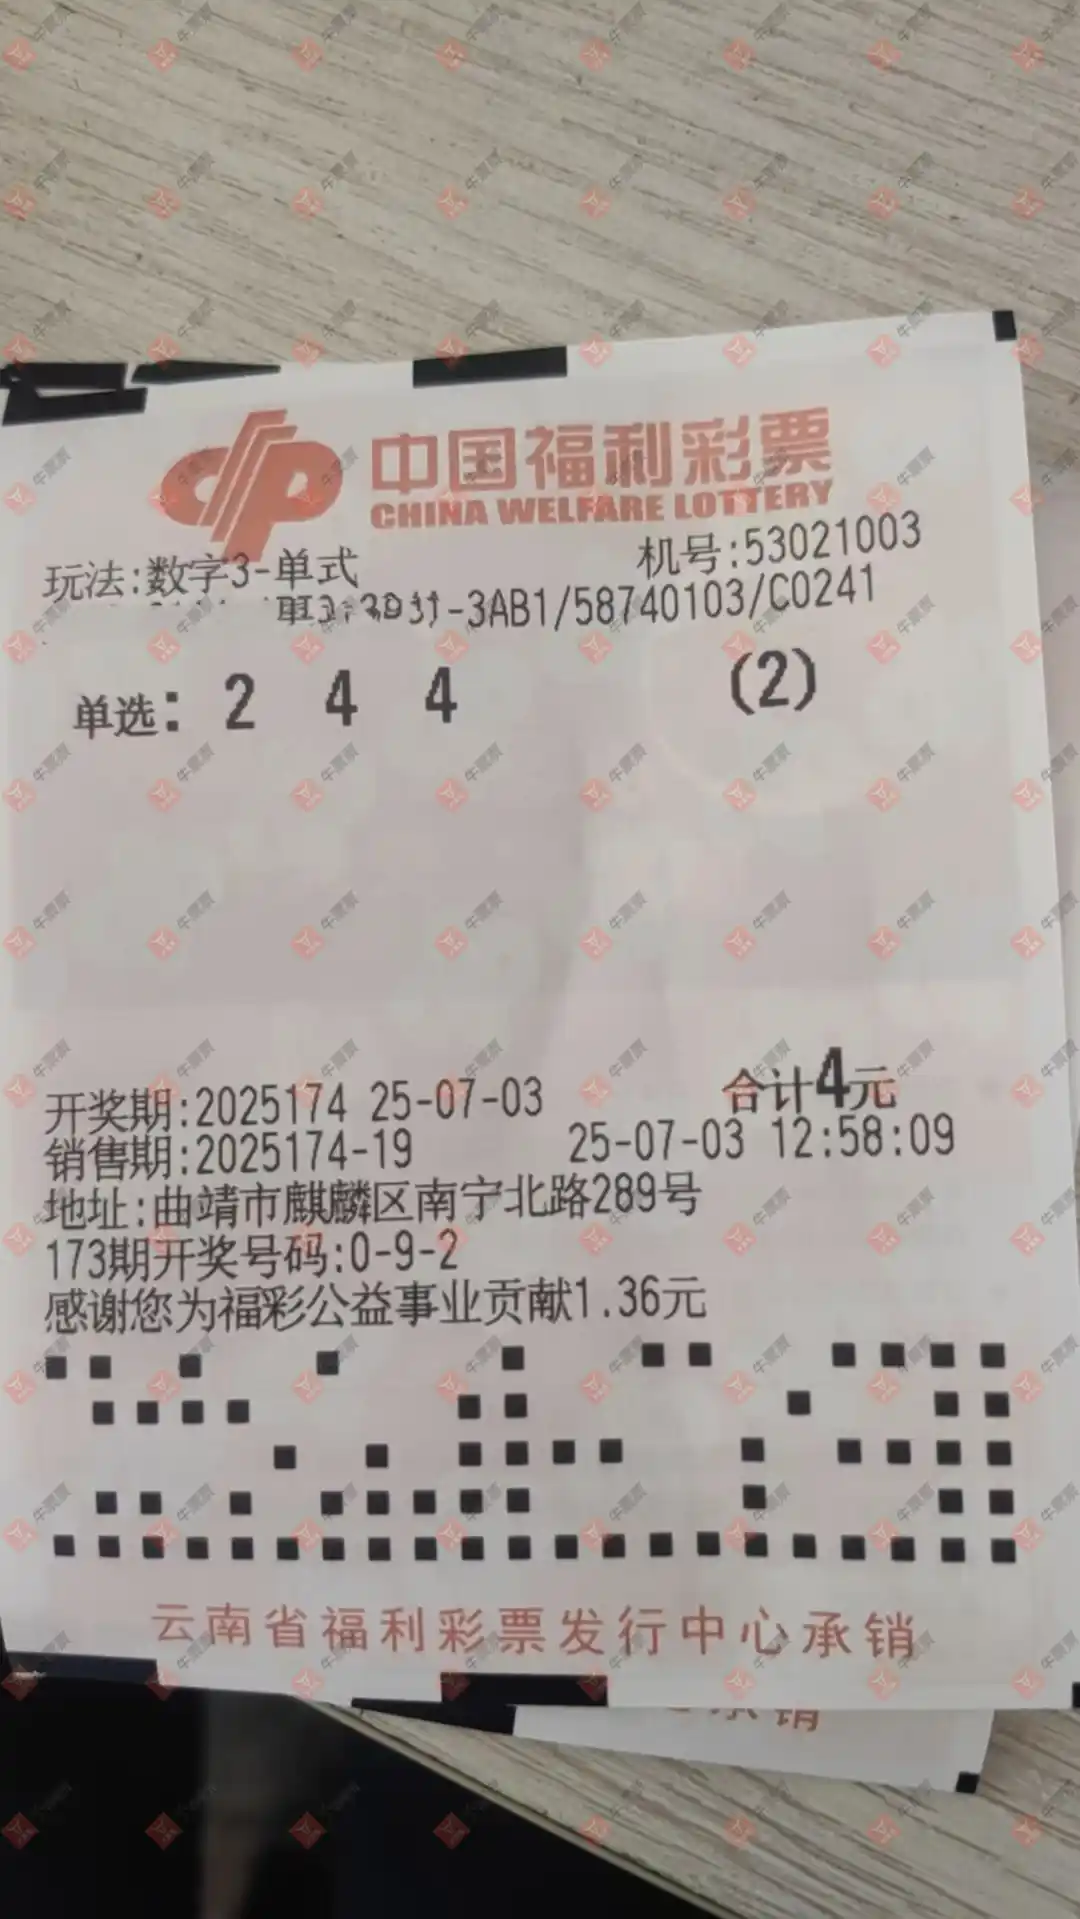 中国福利彩票
CHINA WELFARE LOTTERY
玩法:数字3-单式
机号:53021003
-3AB1/58740103/C0241
单选: 2 4 4 (2)
开奖期:2025174 25-07-03
合计4元
销售期:2025174-19 25-07-03 12:58:09
地址:曲靖市麒麟区南宁北路289号
173期开奖号码:0-9-2
感谢您为福彩公益事业贡献1.36元
云南省福利彩票发行中心承销
承销
牛票票